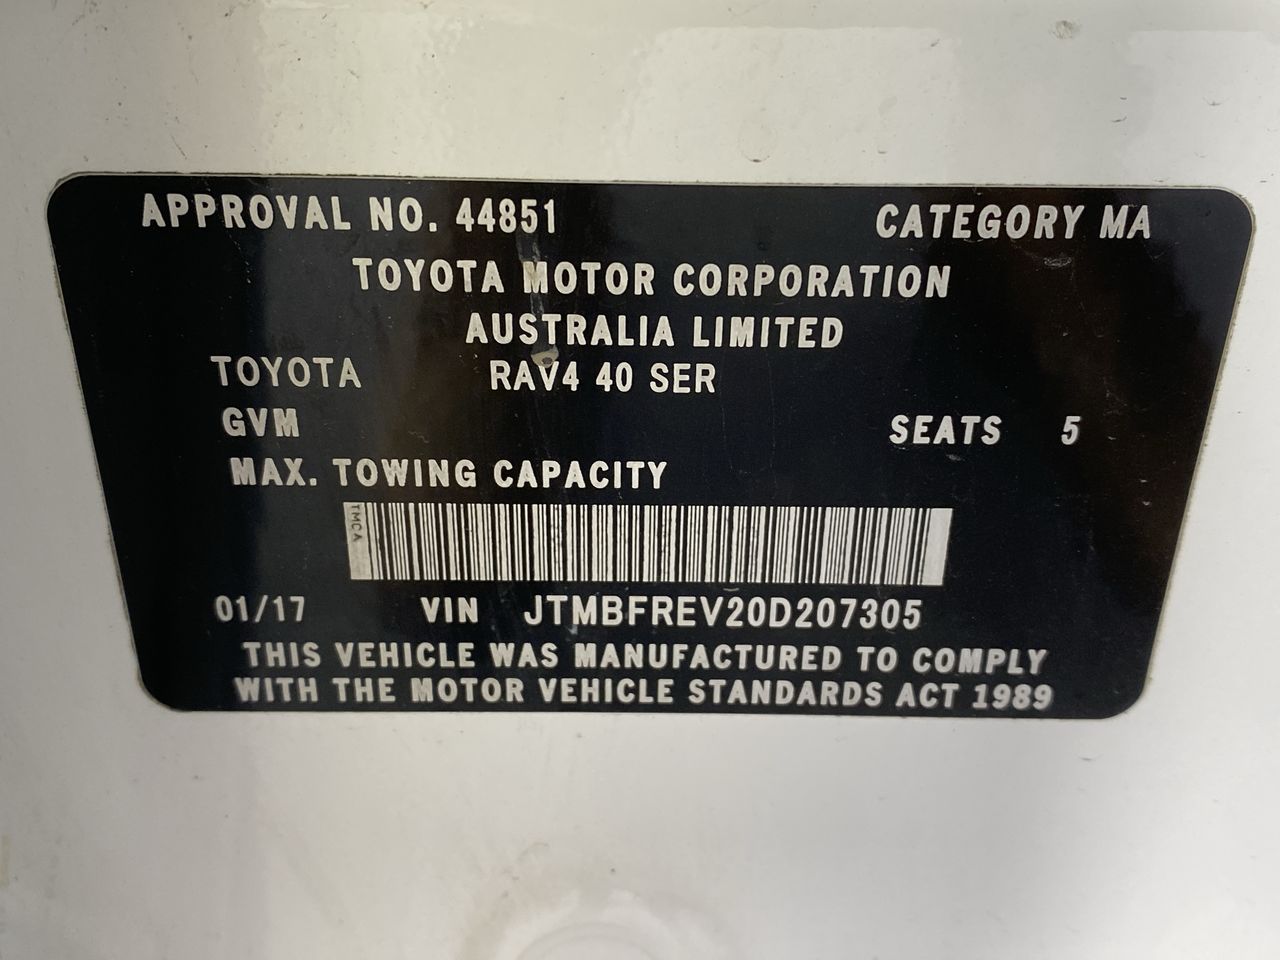 APPROVAL NO. 44851 CATEGORY MA
TOYOTA MOTOR CORPORATION
AUSTRALIA LIMITED
TOYOTA RAV4 40 SER
GVM SEATS 5
MAX. TOWING CAPACITY
TMCA
01/17 VIN JTMBFREV20D207305
THIS VEHICLE WAS MANUFACTURED TO COMPLY
WITH THE MOTOR VEHICLE STANDARDS ACT 1989